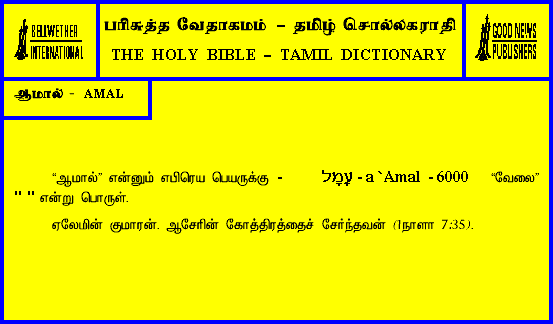 BELLWETHER
INTERNATIONAL
பரிசுத்த வேதாகமம் – தமிழ் சொல்லகராதி
THE HOLY BIBLE – TAMIL DICTIONARY
GOOD NEWS
PUBLISHERS
ஆமால் - AMAL
“ஆமால்” என்னும் எபிரெய பெயருக்கு - עָמָל - a`Amal - 6000 “வேலை”
" " என்று பொருள்.
ஏலேமின் குமாரன். ஆசேரின் கோத்திரத்தைச் சேர்ந்தவன் (1நாளா 7:35).